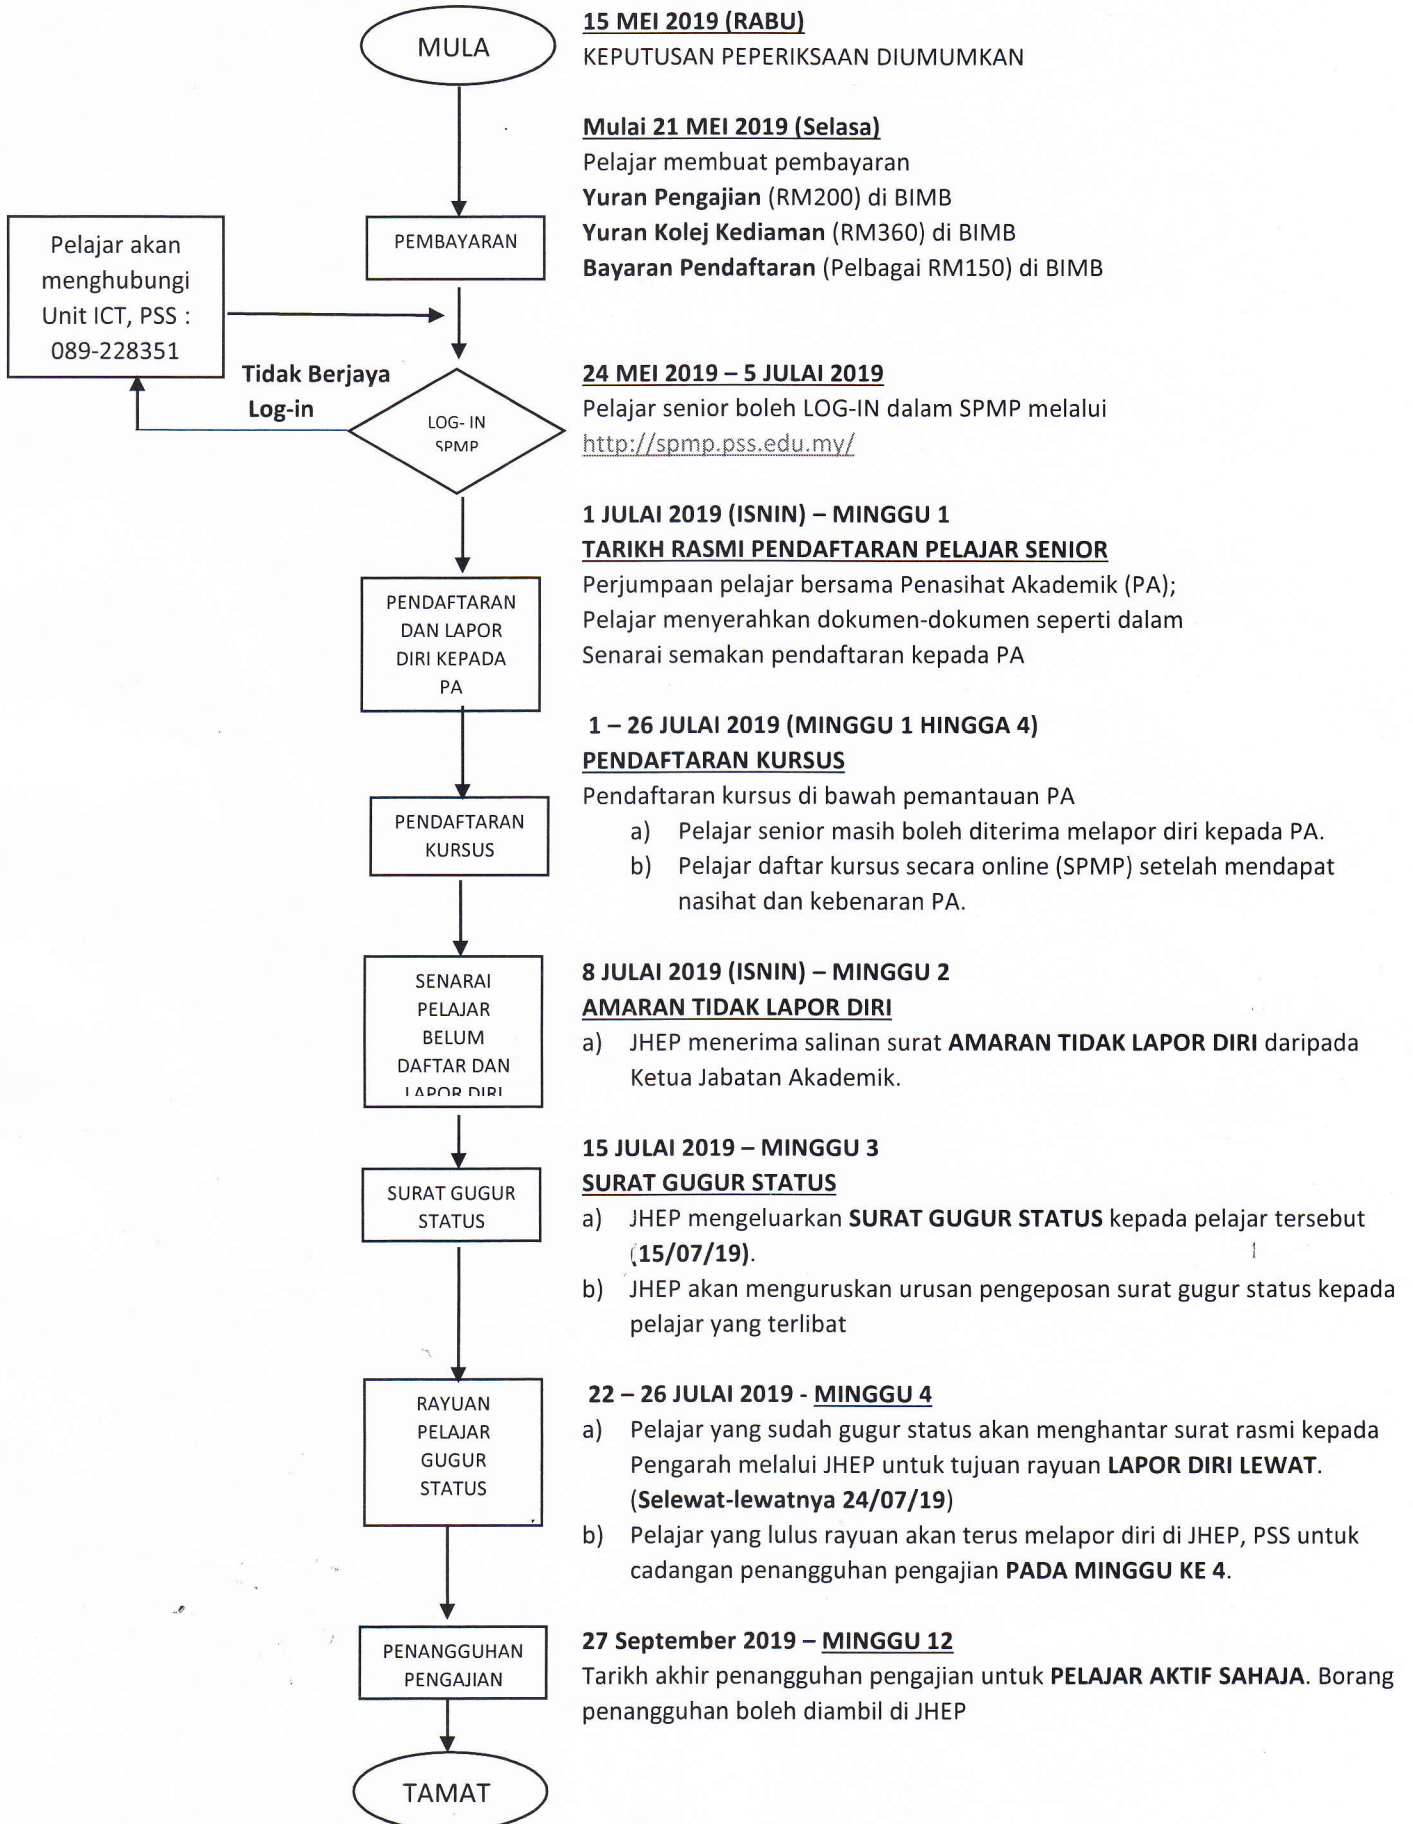 MULA
15 MEI 2019 (RABU)
KEPUTUSAN PEPERIKSAAN DIUMUMKAN
Mulai 21 MEI 2019 (Selasa)
Pelajar membuat pembayaran
Yuran Pengajian (RM200) di BIMB
Yuran Kolej Kediaman (RM360) di BIMB
Bayaran Pendaftaran (Pelbagai RM150) di BIMB
PEMBAYARAN
Pelajar akan
menghubungi
Unit ICT, PSS :
089-228351
Tidak Berjaya
Log-in
LOG- IN
SPMP
24 MEI 2019 – 5 JULAI 2019
Pelajar senior boleh LOG-IN dalam SPMP melalui
http://spmp.pss.edu.my/
1 JULAI 2019 (ISNIN) – MINGGU 1
TARIKH RASMI PENDAFTARAN PELAJAR SENIOR
Perjumpaan pelajar bersama Penasihat Akademik (PA);
Pelajar menyerahkan dokumen-dokumen seperti dalam
Senarai semakan pendaftaran kepada PA
PENDAFTARAN
DAN LAPOR
DIRI KEPADA
PA
1 – 26 JULAI 2019 (MINGGU 1 HINGGA 4)
PENDAFTARAN KURSUS
Pendaftaran kursus di bawah pemantauan PA
a) Pelajar senior masih boleh diterima melapor diri kepada PA.
b) Pelajar daftar kursus secara online (SPMP) setelah mendapat
nasihat dan kebenaran PA.
PENDAFTARAN
KURSUS
SENARAI
PELAJAR
BELUM
DAFTAR DAN
LAPOR DIRI
8 JULAI 2019 (ISNIN) – MINGGU 2
AMARAN TIDAK LAPOR DIRI
a) JHEP menerima salinan surat AMARAN TIDAK LAPOR DIRI daripada
Ketua Jabatan Akademik.
15 JULAI 2019 – MINGGU 3
SURAT GUGUR STATUS
a) JHEP mengeluarkan SURAT GUGUR STATUS kepada pelajar tersebut
(15/07/19).
b) JHEP akan menguruskan urusan pengeposan surat gugur status kepada
pelajar yang terlibat
SURAT GUGUR
STATUS
RAYUAN
PELAJAR
GUGUR
STATUS
22 – 26 JULAI 2019 - MINGGU 4
a) Pelajar yang sudah gugur status akan menghantar surat rasmi kepada
Pengarah melalui JHEP untuk tujuan rayuan LAPOR DIRI LEWAT.
(Selewat-lewatnya 24/07/19)
b) Pelajar yang lulus rayuan akan terus melapor diri di JHEP, PSS untuk
cadangan penangguhan pengajian PADA MINGGU KE 4.
PENANGGUHAN
PENGAJIAN
27 September 2019 – MINGGU 12
Tarikh akhir penangguhan pengajian untuk PELAJAR AKTIF SAHAJA. Borang
penangguhan boleh diambil di JHEP
TAMAT